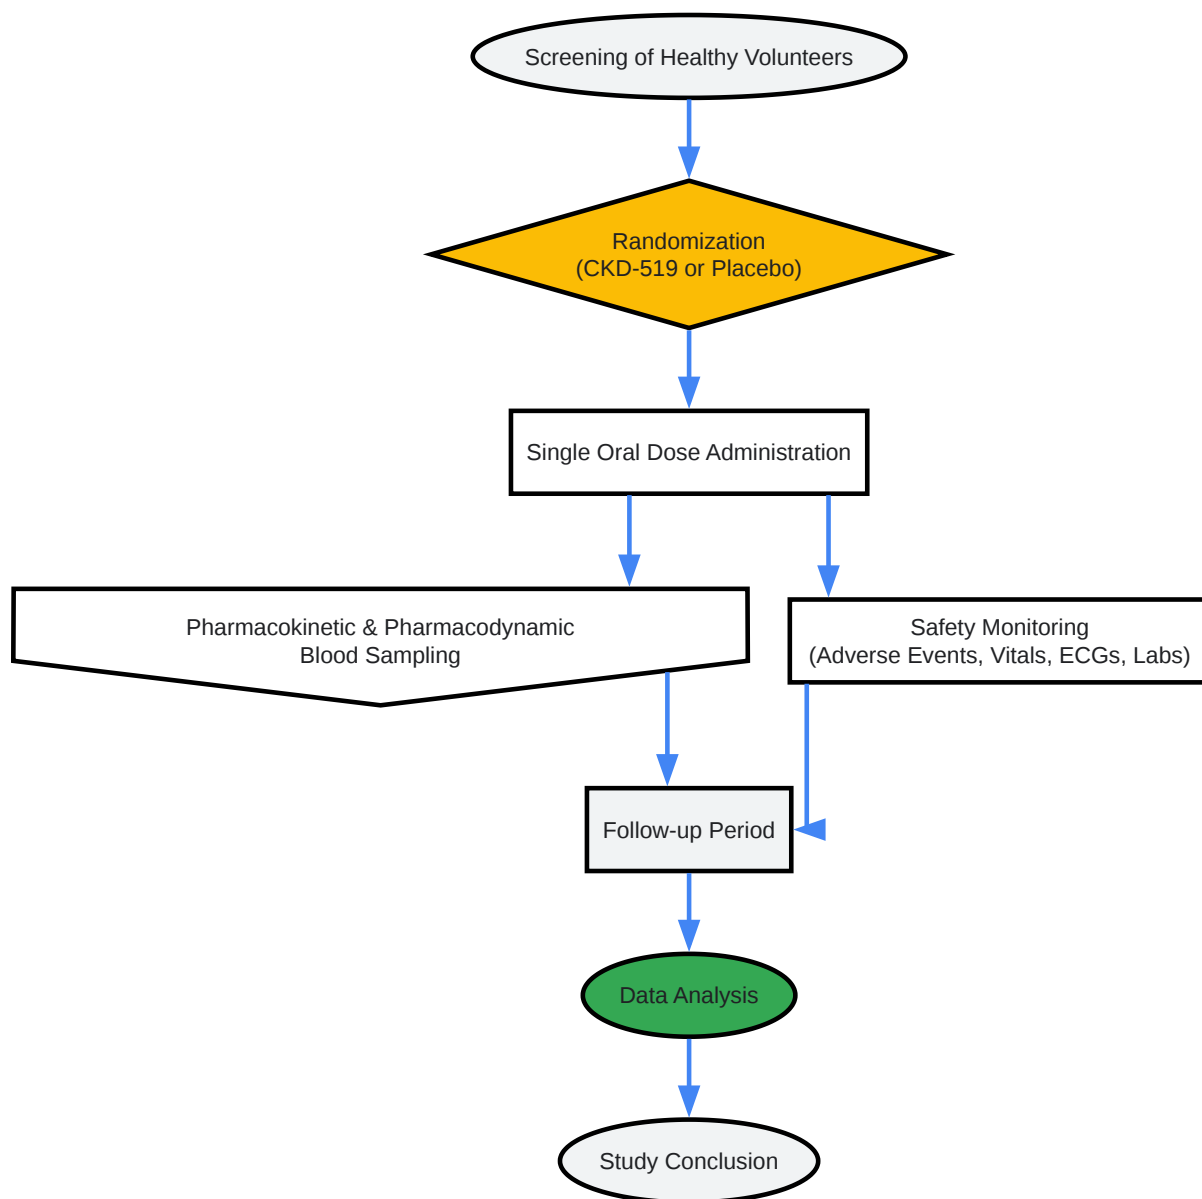 Screening of Healthy Volunteers
Randomization
(CKD-519 or Placebo)
Single Oral Dose Administration
Pharmacokinetic & Pharmacodynamic
Blood Sampling
Safety Monitoring
(Adverse Events, Vitals, ECGs, Labs)
Follow-up Period
Data Analysis
Study Conclusion